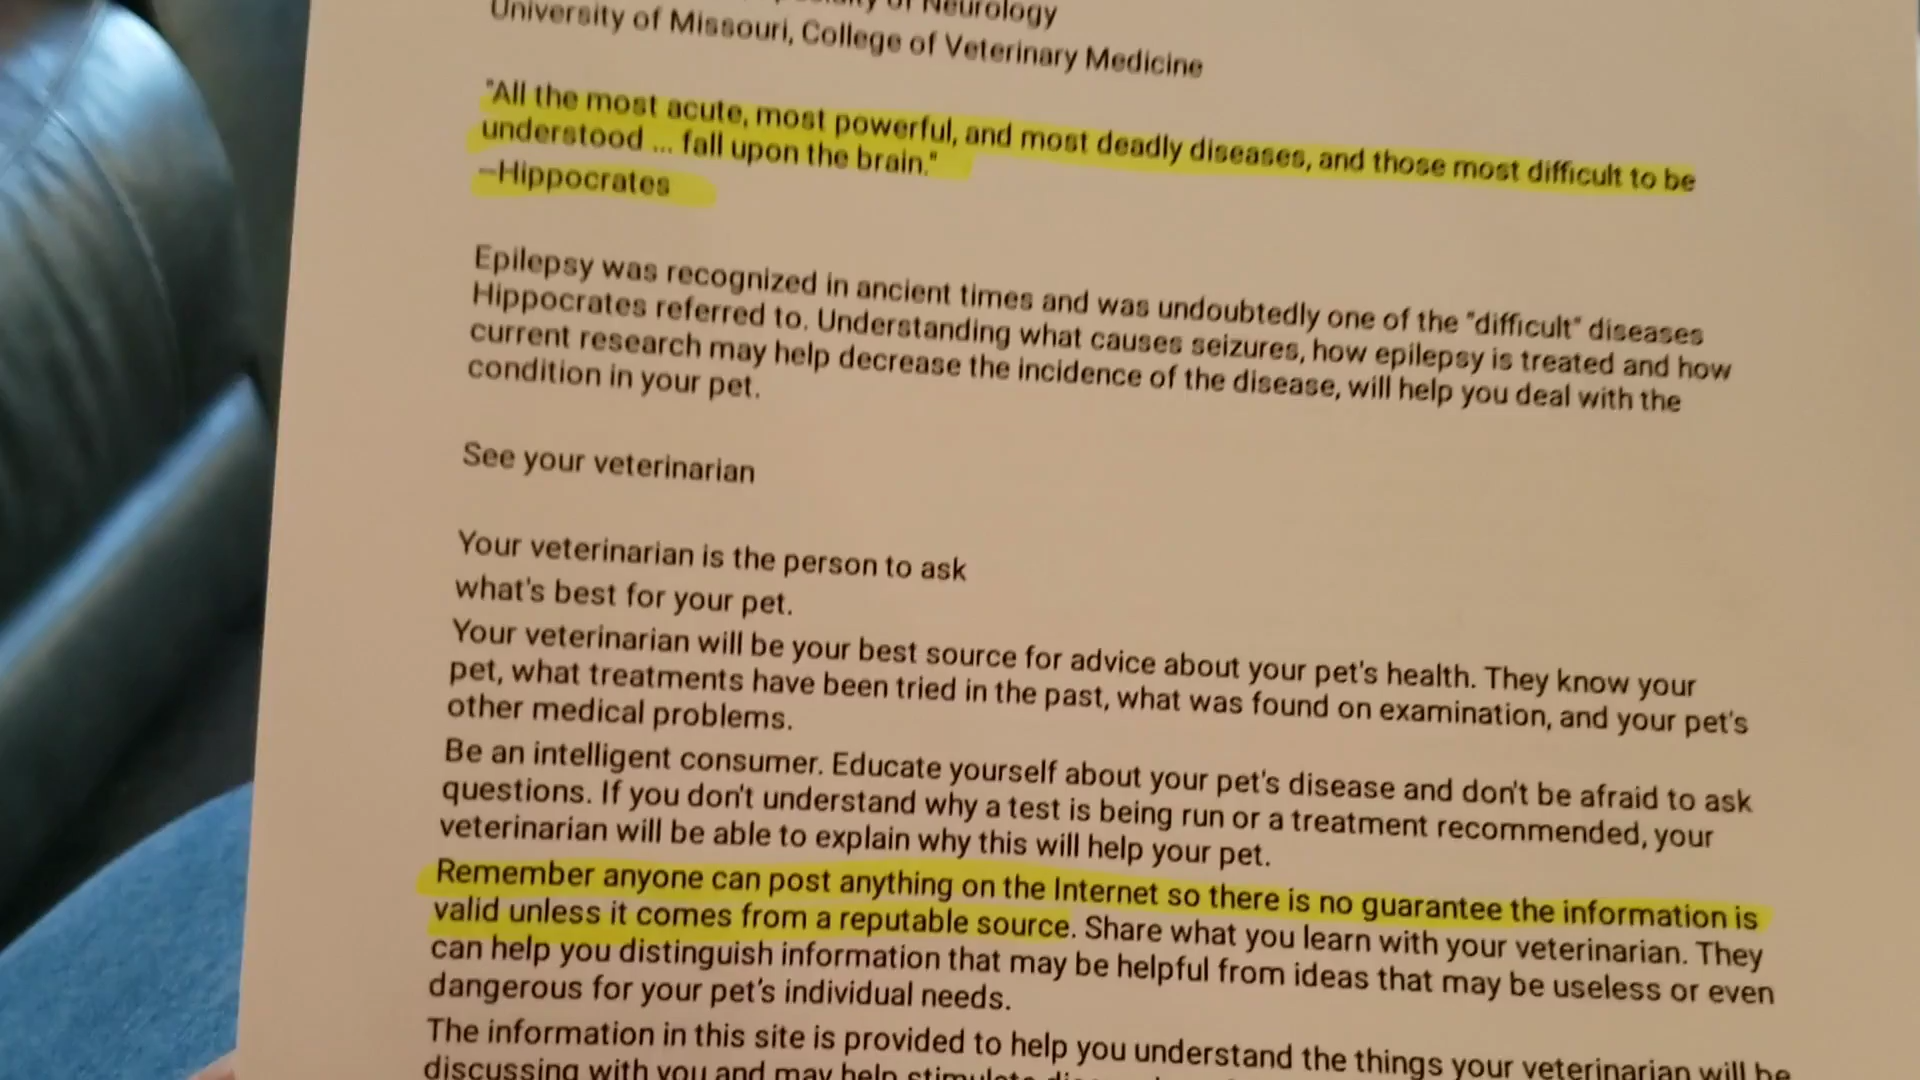 of Neurology
University of Missouri, College of Veterinary Medicine
"All the most acute, most powerful, and most deadly diseases, and those most difficult to be
understood ... fall upon the brain."
–Hippocrates
Epilepsy was recognized in ancient times and was undoubtedly one of the "difficult" diseases
Hippocrates referred to. Understanding what causes seizures, how epilepsy is treated and how
current research may help decrease the incidence of the disease, will help you deal with the
condition in your pet.
See your veterinarian
Your veterinarian is the person to ask
what's best for your pet.
Your veterinarian will be your best source for advice about your pet's health. They know your
pet, what treatments have been tried in the past, what was found on examination, and your pet's
other medical problems.
Be an intelligent consumer. Educate yourself about your pet's disease and don't be afraid to ask
questions. If you don't understand why a test is being run or a treatment recommended, your
veterinarian will be able to explain why this will help your pet.
Remember anyone can post anything on the Internet so there is no guarantee the information is
valid unless it comes from a reputable source. Share what you learn with your veterinarian. They
can help you distinguish information that may be helpful from ideas that may be useless or even
dangerous for your pet's individual needs.
The information in this site is provided to help you understand the things your veterinarian will be
discussing with you and may help stimulate